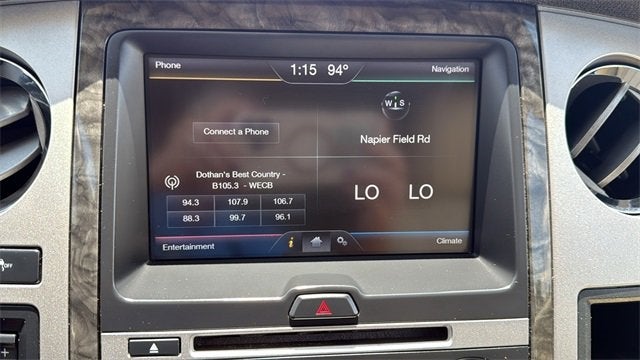 Phone
1:15 94°
Navigation
Connect a Phone
W S
Napier Field Rd
Dothan's Best Country -
B105.3 - WECB
94.3 107.9 106.7
88.3 99.7 96.1
LO LO
Entertainment
i
Climate
OFF